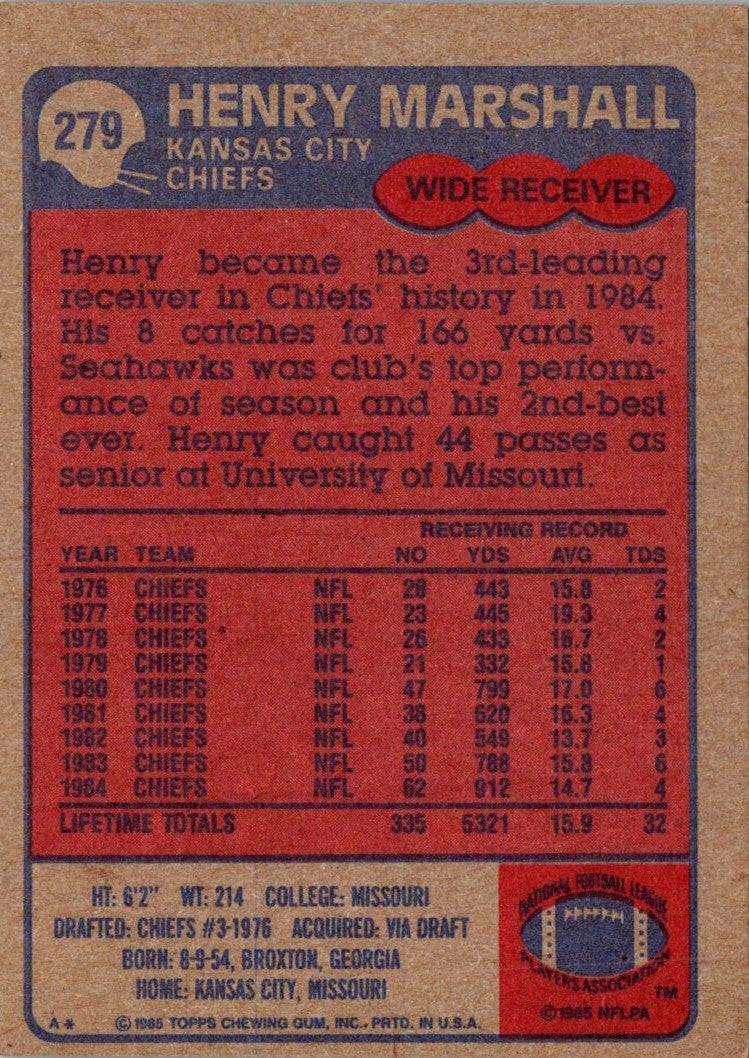 279
HENRY MARSHALL
KANSAS CITY
CHIEFS
WIDE RECEIVER
Henry became the 3rd-leading
receiver in Chiefs' history in 1984.
His 8 catches for 166 yards vs.
Seahawks was club's top perform-
ance of season and his 2nd-best
ever. Henry caught 44 passes as
senior at University of Missouri.
RECEIVING RECORD
YEAR TEAM NO YDS AVG TDS
1976 CHIEFS NFL 28 443 15.8 2
1977 CHIEFS NFL 23 445 19.3 4
1978 CHIEFS NFL 26 433 16.7 2
1979 CHIEFS NFL 21 332 15.8 1
1980 CHIEFS NFL 47 799 17.0 6
1981 CHIEFS NFL 38 620 16.3 4
1982 CHIEFS NFL 40 549 13.7 3
1983 CHIEFS NFL 50 788 15.8 6
1984 CHIEFS NFL 62 912 14.7 4
LIFETIME TOTALS 335 5321 15.9 32
HT: 6'2" WT: 214 COLLEGE: MISSOURI
DRAFTED: CHIEFS #3-1976 ACQUIRED: VIA DRAFT
BORN: 8-9-54, BROXTON, GEORGIA
HOME: KANSAS CITY, MISSOURI
A* ©1985 TOPPS CHEWING GUM, INC., PRTD. IN U.S.A.
NATIONAL FOOTBALL LEAGUE
PLAYERS ASSOCIATION
TM
©1985 NFLPA